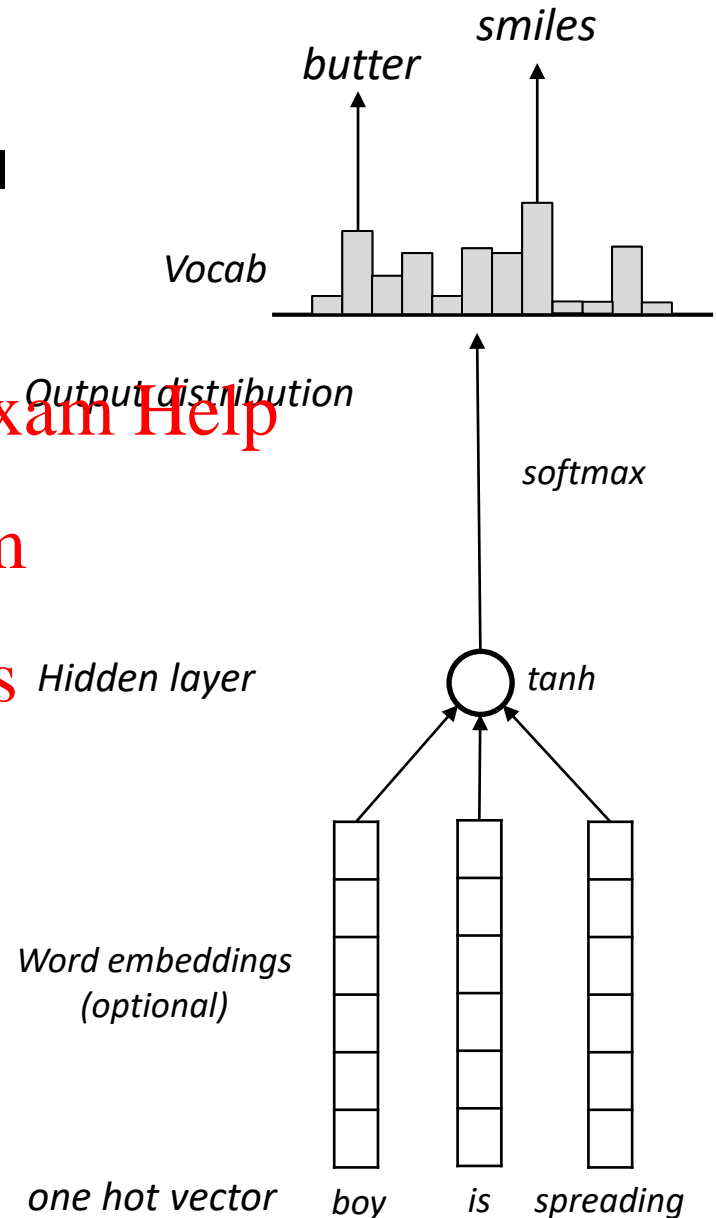 smiles
butter
Vocab
Output distribution
xam Help
softmax
m
s
Hidden layer
tanh
Word embeddings
(optional)
one hot vector
boy is spreading